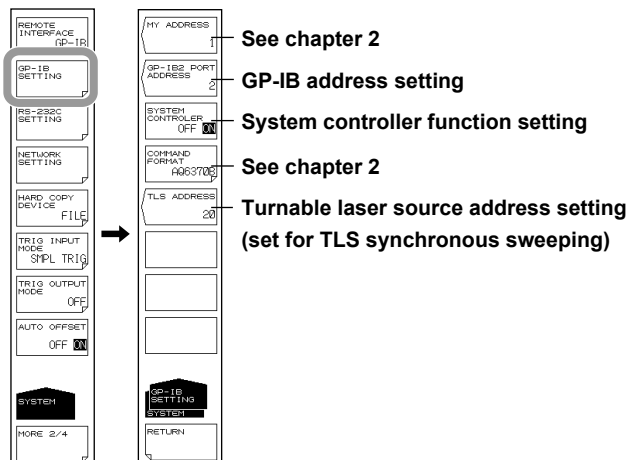 REMOTE
INTERFACE
GP-IB
GP-IB
SETTING
RS-232C
SETTING
NETWORK
SETTING
HARD COPY
DEVICE
FILE
TRIG INPUT
MODE
SMPL TRIG
TRIG OUTPUT
MODE
OFF
AUTO OFFSET
OFF ON
SYSTEM
MORE 2/4
MY ADDRESS
1
GP-IB2 PORT
ADDRESS
2
SYSTEM
CONTROLER
OFF ON
COMMAND
FORMAT
AQ6370B
TLS ADDRESS
20
GP-IB
SETTING
SYSTEM
RETURN
See chapter 2
GP-IB address setting
System controller function setting
See chapter 2
Turnable laser source address setting
(set for TLS synchronous sweeping)